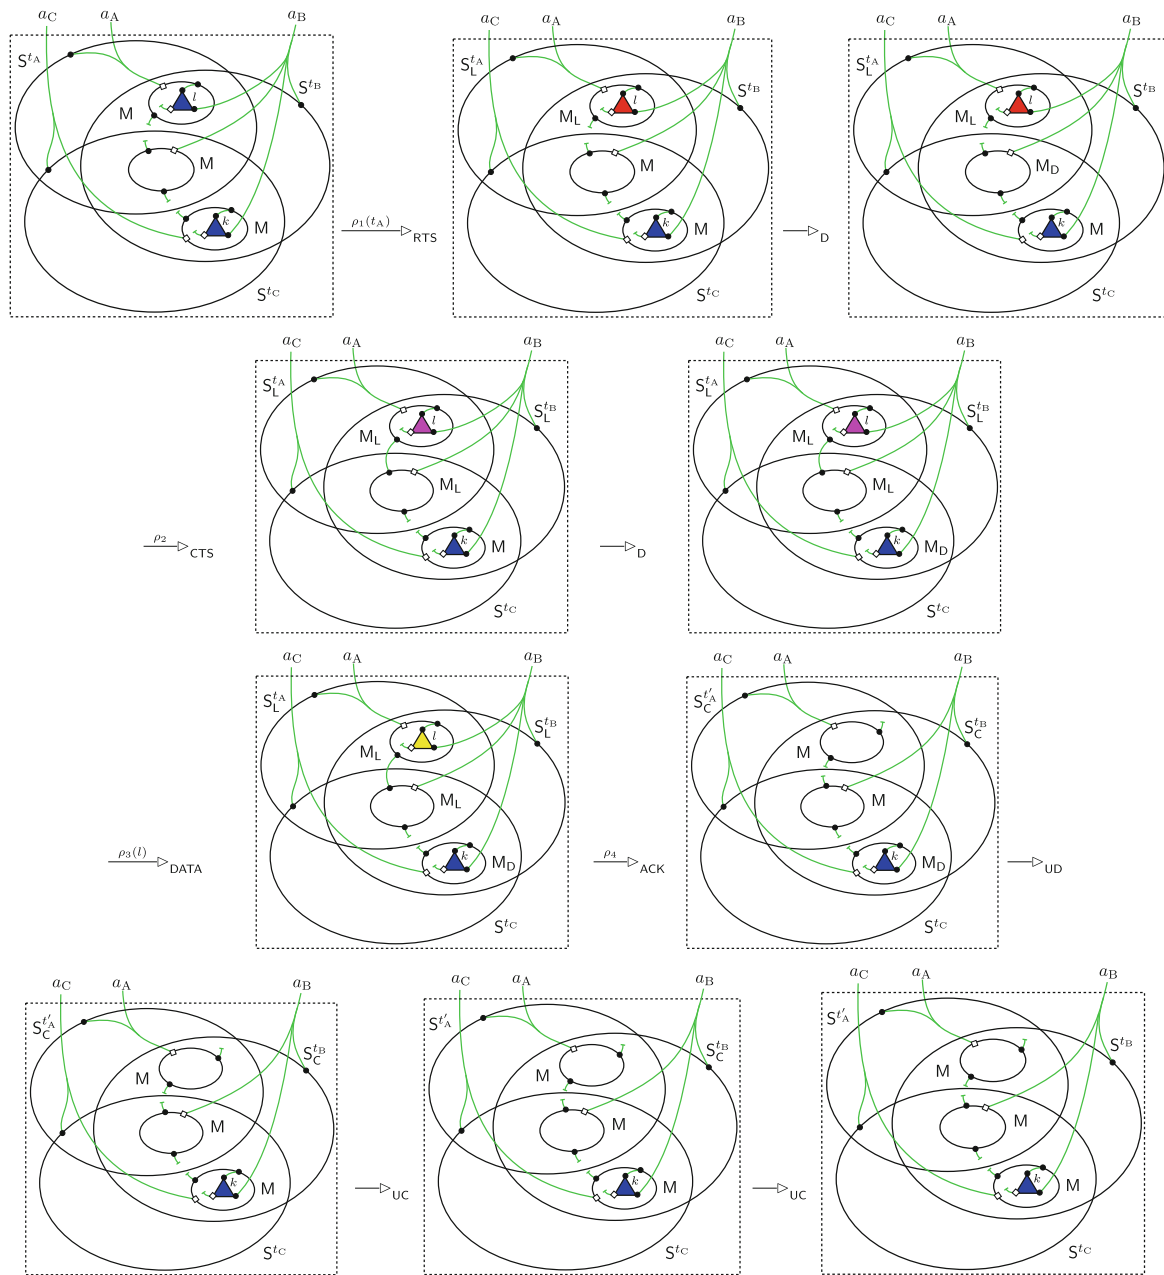 a_C a_A a_B a_C a_A a_B a_C a_A a_B
S^{t_A} S^{t_B} S_L^{t_A} S^{t_B} S_L^{t_A} S^{t_B}
M l M_L l M_L l
M M M_D
k M k M k M
ρ_1(t_A) RTS D
S^{t_C} S^{t_C} S^{t_C}
a_C a_A a_B a_C a_A a_B
S_L^{t_A} S_L^{t_B} S_L^{t_A} S_L^{t_B}
M_L l M_L l
M_L M_L
ρ_2 CTS k M D k M_D
S^{t_C} S^{t_C}
a_C a_A a_B a_C a_A a_B
S_L^{t_A} S_L^{t_B} S_C^{t'_A} S_C^{t_B}
M_L l M
M_L M
ρ_3(l) DATA k M_D ρ_4 ACK k M_D UD
S^{t_C} S^{t_C}
a_C a_A a_B a_C a_A a_B a_C a_A a_B
S_C^{t'_A} S_C^{t_B} S^{t'_A} S_C^{t_B} S^{t'_A} S^{t_B}
M M M
M M M
k M UC k M UC k M
S^{t_C} S^{t_C} S^{t_C}